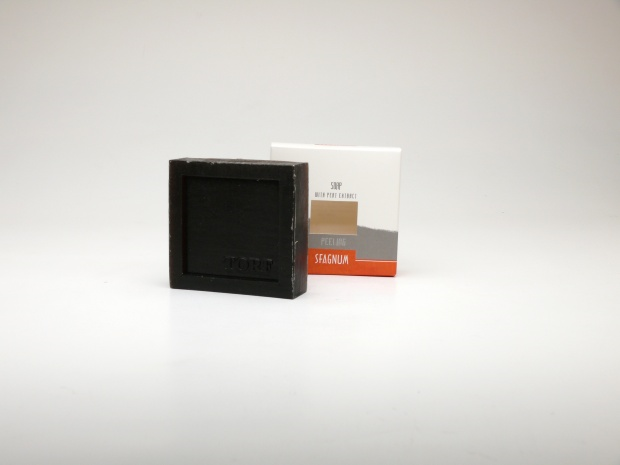 SOAP
WITH PEAT EXTRACT
PEELING
SFAGNUM